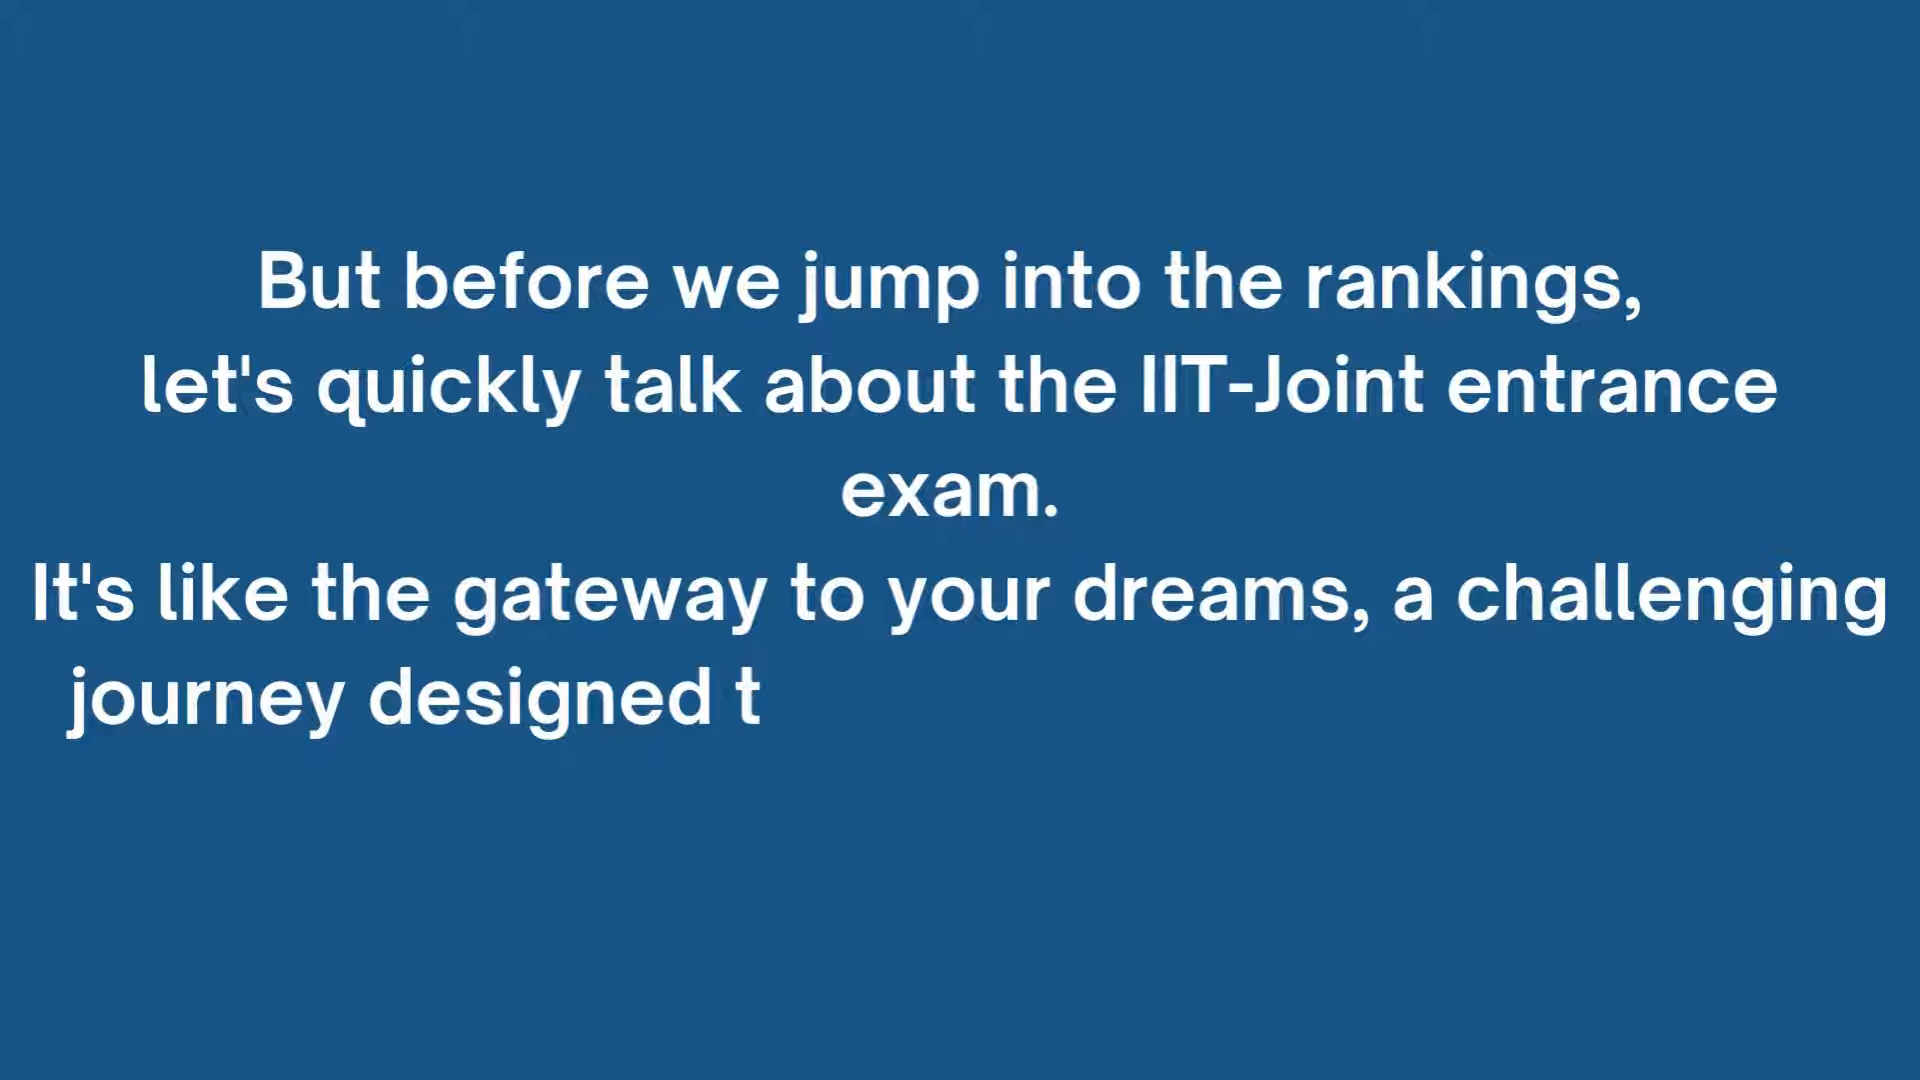 But before we jump into the rankings,
let's quickly talk about the IIT-Joint entrance
exam.
It's like the gateway to your dreams, a challenging
journey designed t